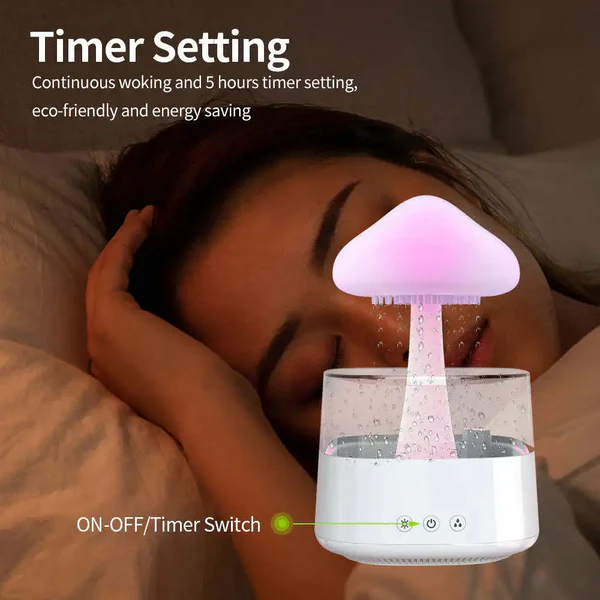 Timer Setting
Continuous woking and 5 hours timer setting,
eco-friendly and energy saving
ON-OFF/Timer Switch